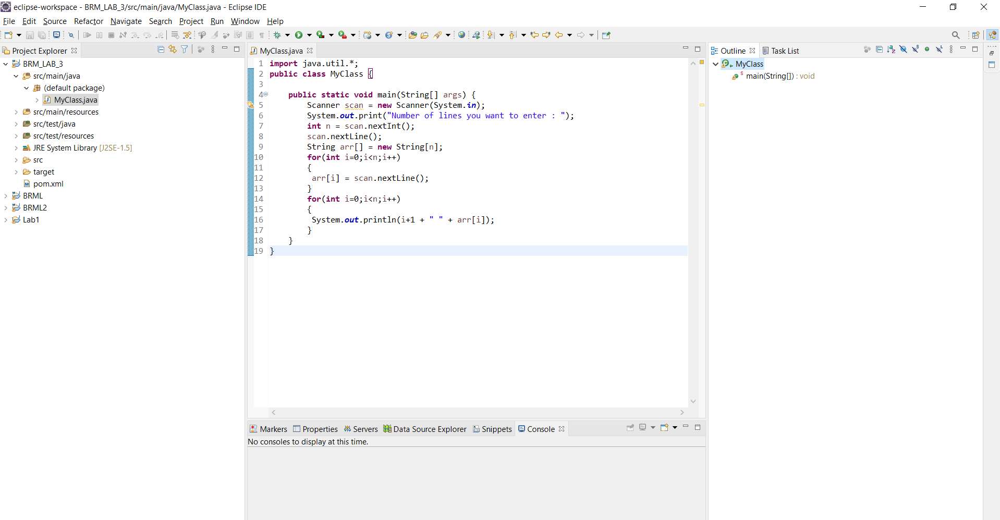 eclipse-workspace - BRM_LAB_3/src/main/java/MyClass.java - Eclipse IDE
File Edit Source Refactor Navigate Search Project Run Window Help
Project Explorer
BRM_LAB_3
src/main/java
(default package)
MyClass.java
src/main/resources
src/test/java
src/test/resources
JRE System Library [J2SE-1.5]
src
target
pom.xml
BRML
BRML2
Lab1
MyClass.java
1 import java.util.*;
2 public class MyClass {
3
4     public static void main(String[] args) {
5         Scanner scan = new Scanner(System.in);
6         System.out.print("Number of lines you want to enter : ");
7         int n = scan.nextInt();
8         scan.nextLine();
9         String arr[] = new String[n];
10         for(int i=0;i<n;i++)
11         {
12          arr[i] = scan.nextLine();
13         }
14         for(int i=0;i<n;i++)
15         {
16          System.out.println(i+1 + " " + arr[i]);
17         }
18     }
19 }
Markers Properties Servers Data Source Explorer Snippets Console
No consoles to display at this time.
Outline Task List
MyClass
main(String[]) : void